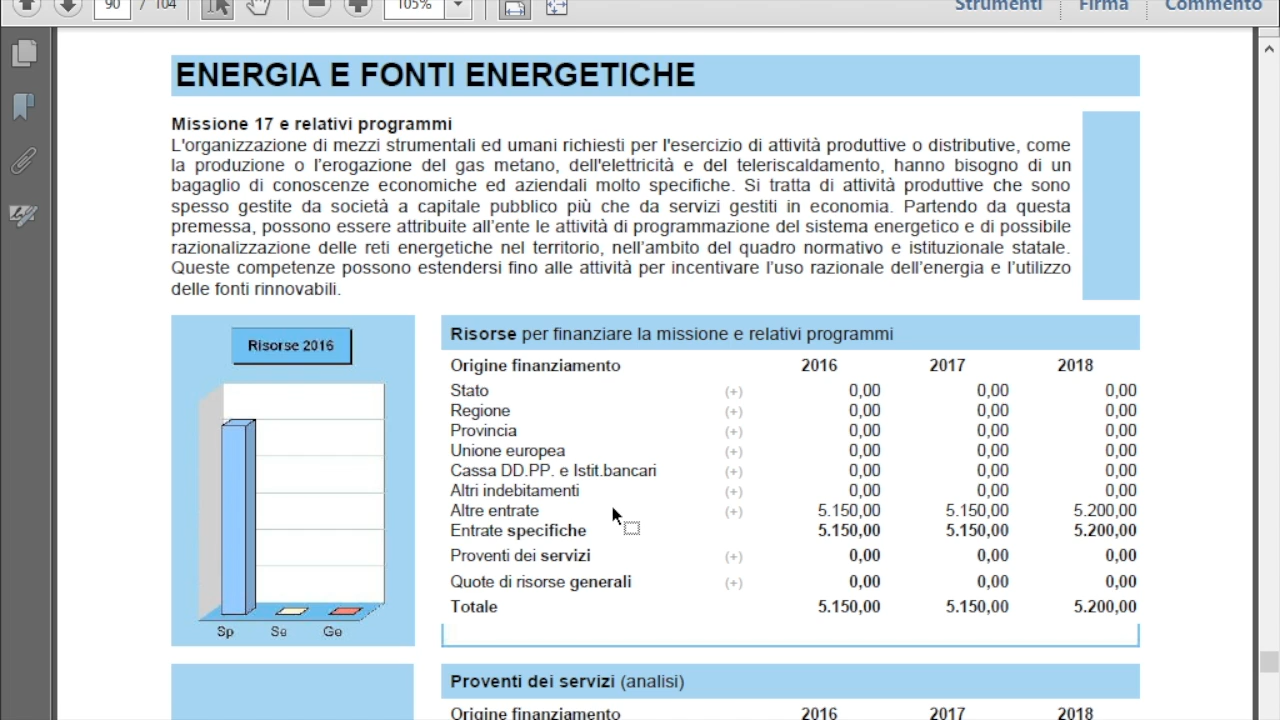 90 / 104 105% Strumenti Firma Commento
ENERGIA E FONTI ENERGETICHE
Missione 17 e relativi programmi
L'organizzazione di mezzi strumentali ed umani richiesti per l'esercizio di attività produttive o distributive, come
la produzione o l’erogazione del gas metano, dell'elettricità e del teleriscaldamento, hanno bisogno di un
bagaglio di conoscenze economiche ed aziendali molto specifiche. Si tratta di attività produttive che sono
spesso gestite da società a capitale pubblico più che da servizi gestiti in economia. Partendo da questa
premessa, possono essere attribuite all’ente le attività di programmazione del sistema energetico e di possibile
razionalizzazione delle reti energetiche nel territorio, nell’ambito del quadro normativo e istituzionale statale.
Queste competenze possono estendersi fino alle attività per incentivare l’uso razionale dell’energia e l’utilizzo
delle fonti rinnovabili.
Risorse 2016
Sp Se Ge
Risorse per finanziare la missione e relativi programmi
Origine finanziamento 2016 2017 2018
Stato (+) 0,00 0,00 0,00
Regione (+) 0,00 0,00 0,00
Provincia (+) 0,00 0,00 0,00
Unione europea (+) 0,00 0,00 0,00
Cassa DD.PP. e Istit.bancari (+) 0,00 0,00 0,00
Altri indebitamenti (+) 0,00 0,00 0,00
Altre entrate (+) 5.150,00 5.150,00 5.200,00
Entrate specifiche 5.150,00 5.150,00 5.200,00
Proventi dei servizi (+) 0,00 0,00 0,00
Quote di risorse generali (+) 0,00 0,00 0,00
Totale 5.150,00 5.150,00 5.200,00
Proventi dei servizi (analisi)
Origine finanziamento 2016 2017 2018